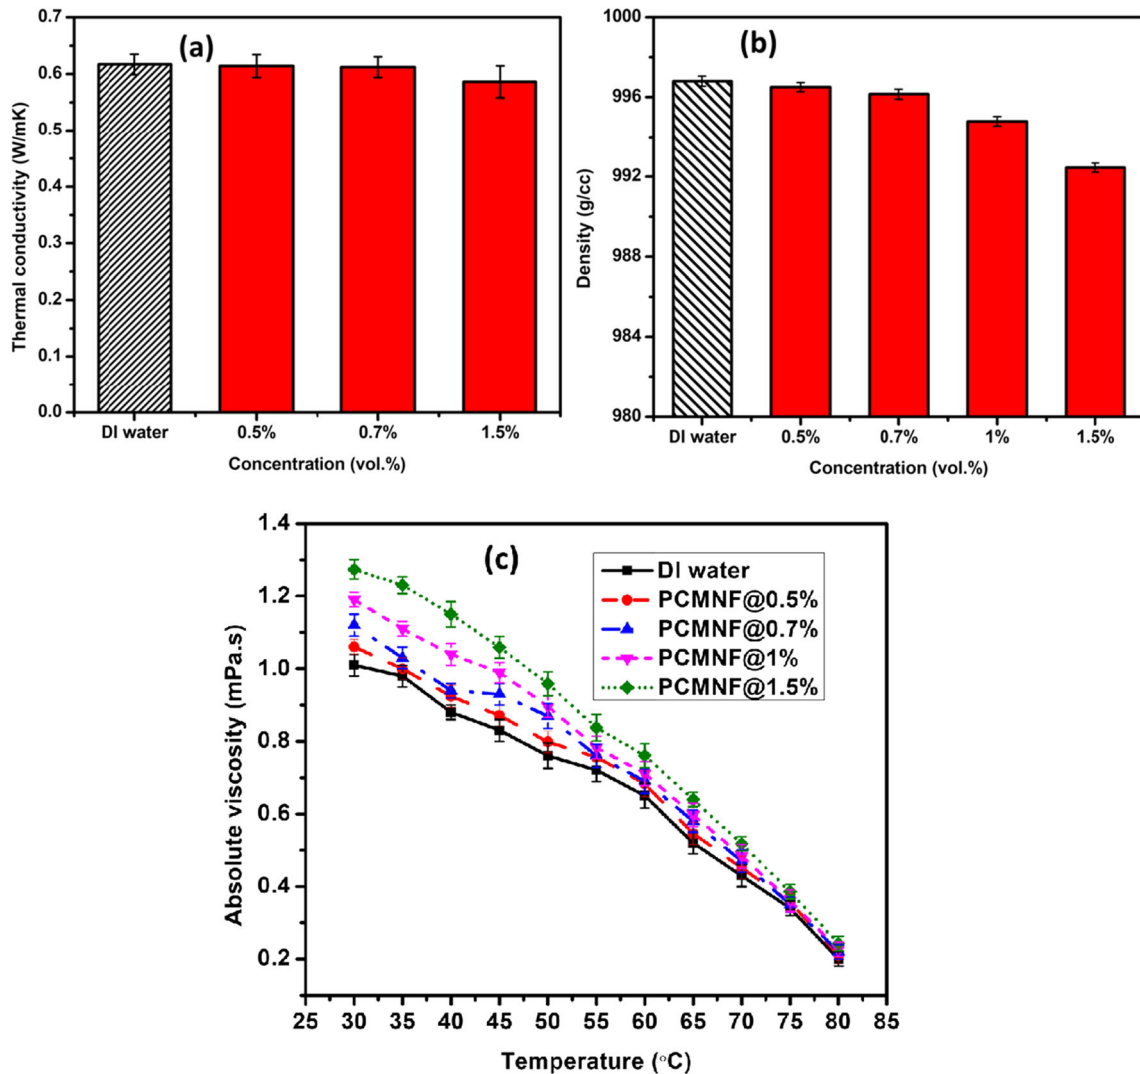 (a)
Thermal conductivity (W/mK)
0.7
0.6
0.5
0.4
0.3
0.2
0.1
0.0
DI water 0.5% 0.7% 1.5%
Concentration (vol.%)
(b)
Density (g/cc)
1000
996
992
988
984
980
DI water 0.5% 0.7% 1% 1.5%
Concentration (vol.%)
(c)
Absolute viscosity (mPa.s)
1.4
1.2
1.0
0.8
0.6
0.4
0.2
DI water
PCMNF@0.5%
PCMNF@0.7%
PCMNF@1%
PCMNF@1.5%
25 30 35 40 45 50 55 60 65 70 75 80 85
Temperature (°C)